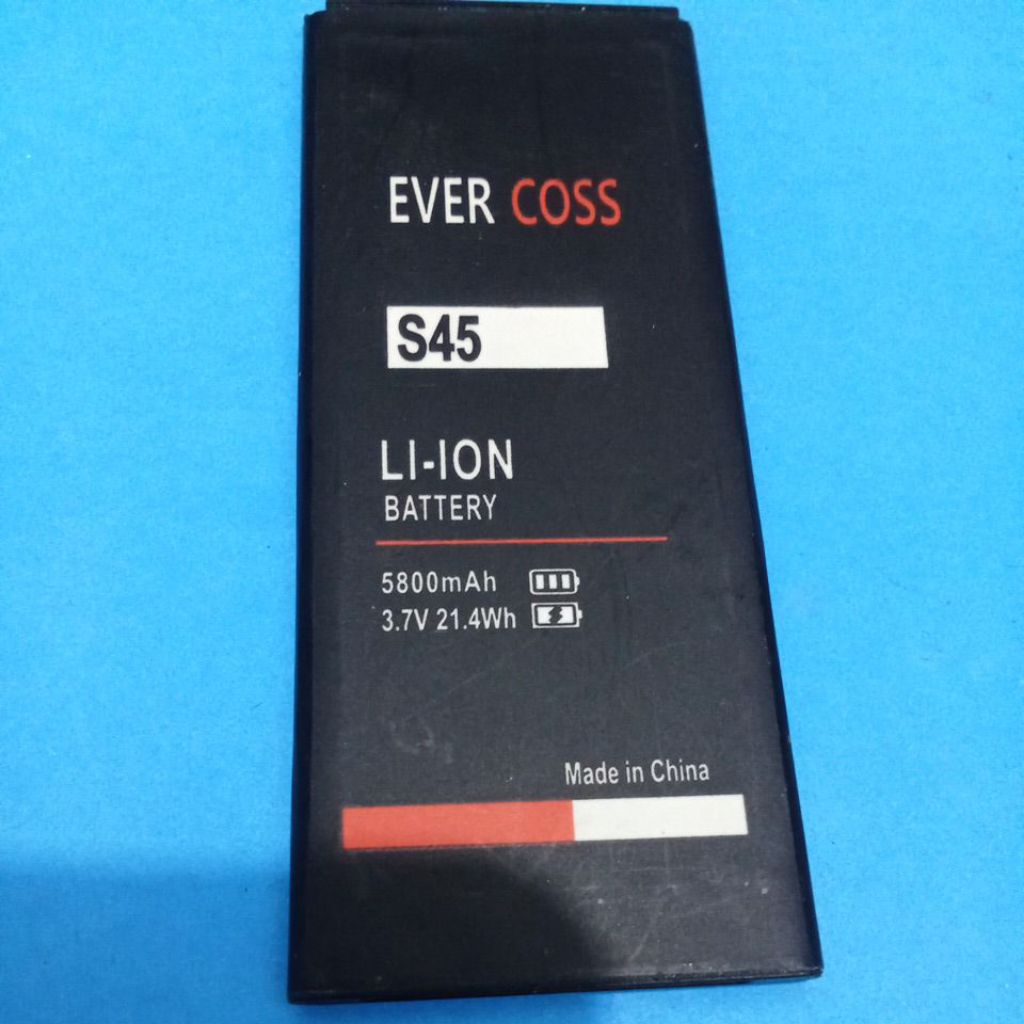 EVER COSS
S45
LI-ION
BATTERY
5800mAh
3.7V 21.4Wh
Made in China